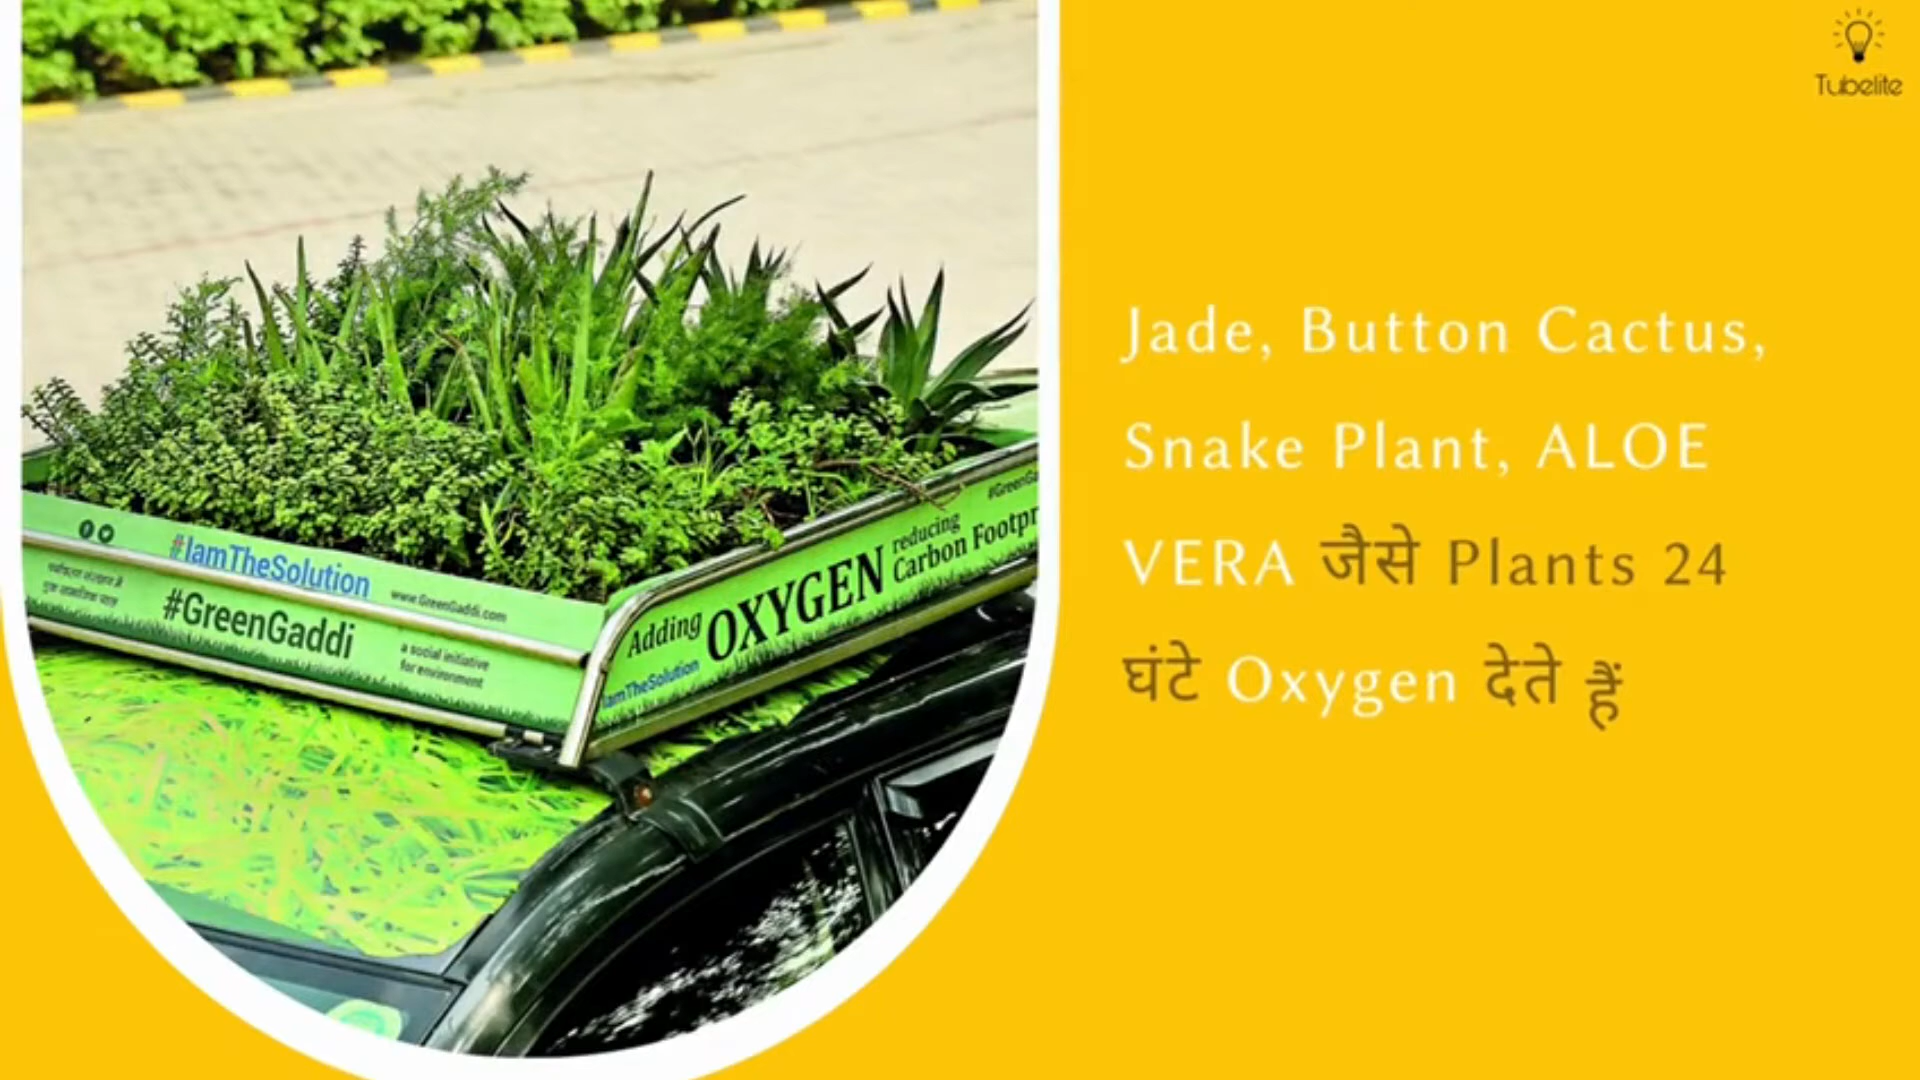 Tubelite
Jade, Button Cactus,
Snake Plant, ALOE
VERA जैसे Plants 24
घंटे Oxygen देते हैं
#IamTheSolution
#GreenGaddi
www.GreenGaddi.com
a social initiative
for environment
Adding OXYGEN reducing
Carbon Footpr
IamTheSolution
#GreenGa